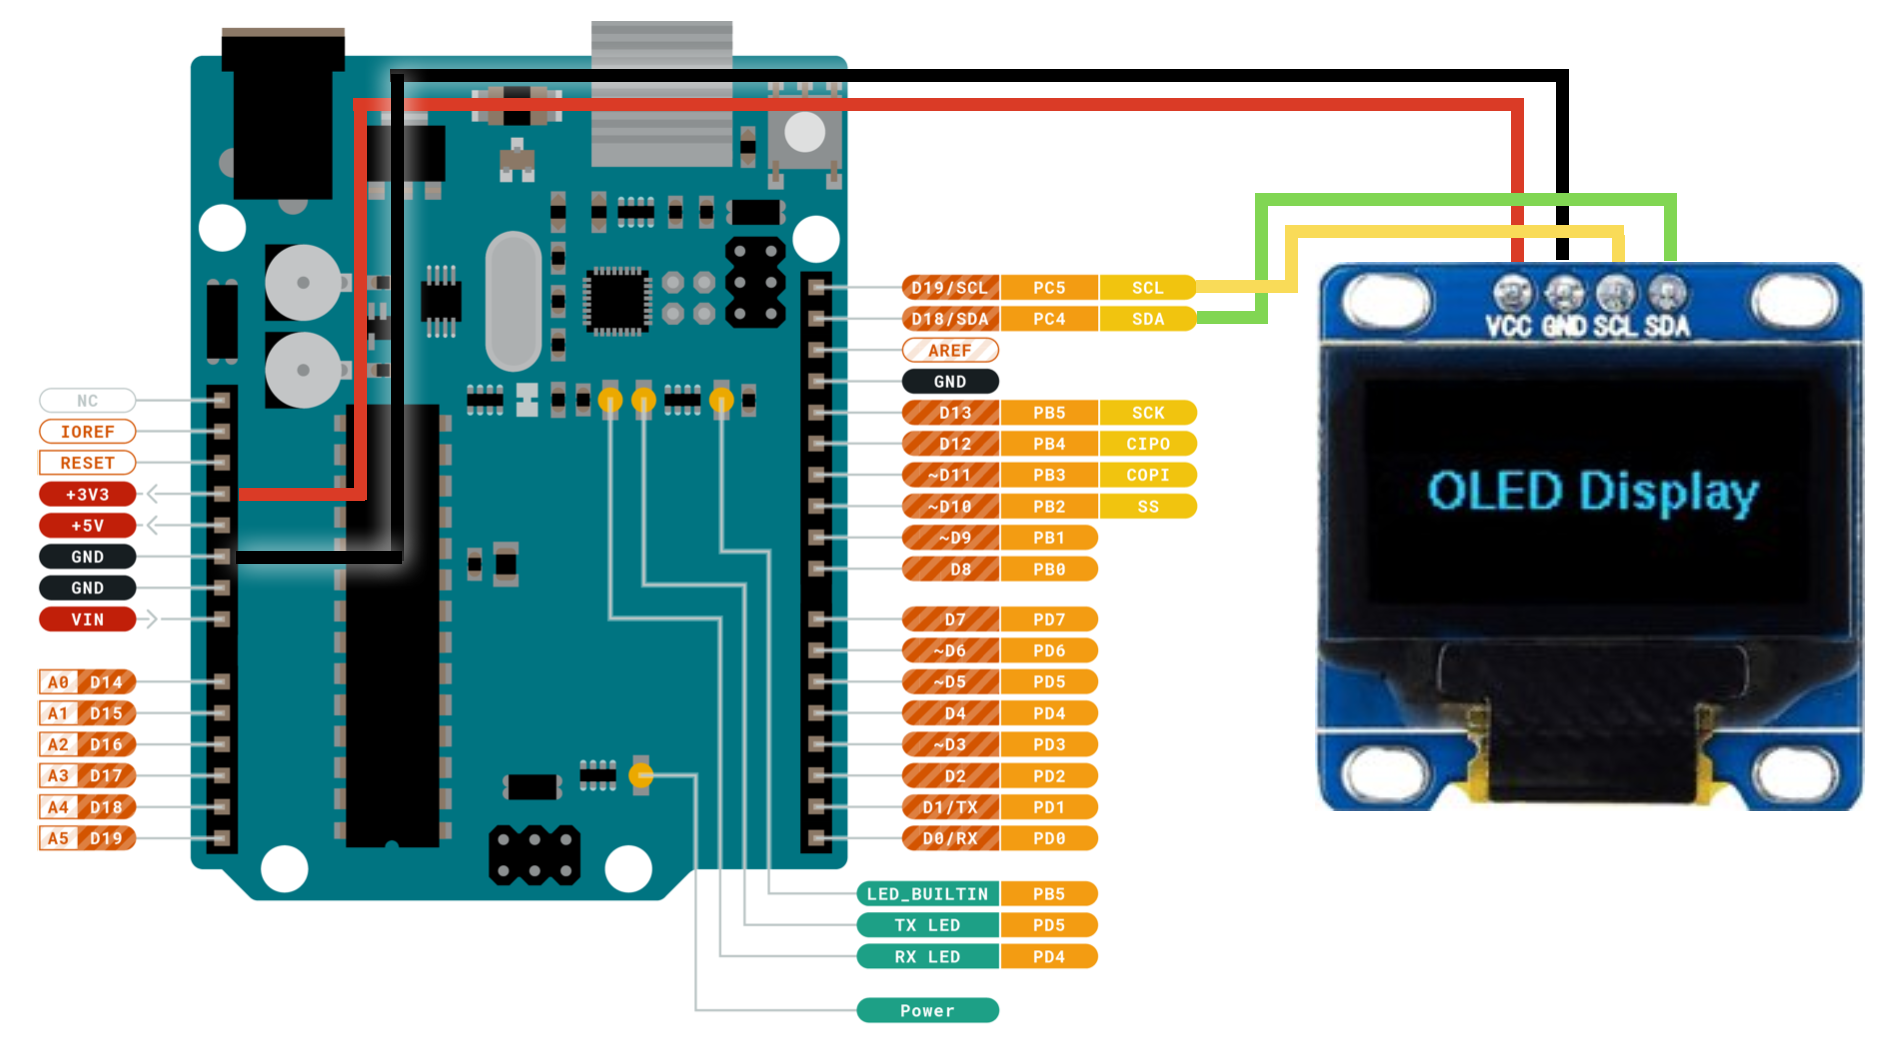 NC
IOREF
RESET
+3V3
+5V
GND
GND
VIN
A0 D14
A1 D15
A2 D16
A3 D17
A4 D18
A5 D19
D19/SCL PC5 SCL
D18/SDA PC4 SDA
AREF
GND
D13 PB5 SCK
D12 PB4 CIPO
~D11 PB3 COPI
~D10 PB2 SS
~D9 PB1
D8 PB0
D7 PD7
~D6 PD6
~D5 PD5
D4 PD4
~D3 PD3
D2 PD2
D1/TX PD1
D0/RX PD0
LED_BUILTIN PB5
TX LED PD5
RX LED PD4
Power
VCC GND SCL SDA
OLED Display